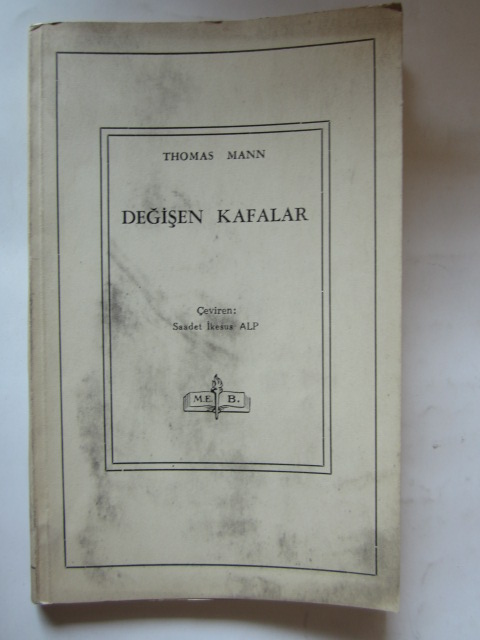 THOMAS MANN
DEĞİŞEN KAFALAR
Çeviren:
Saadet İkesus ALP
M.E. B.